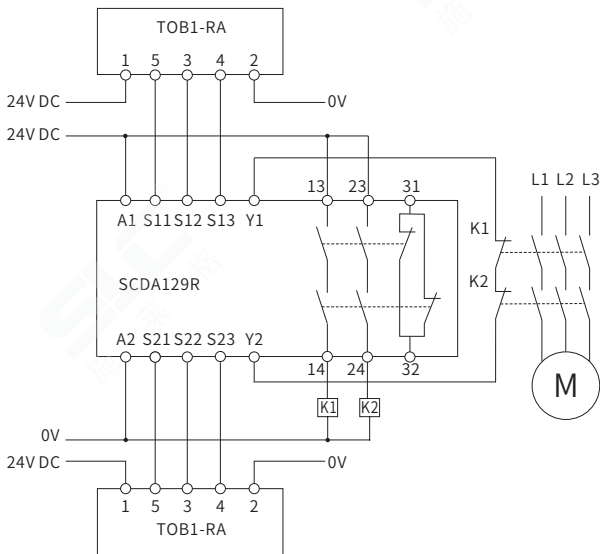 TOB1-RA
1 5 3 4 2
24V DC 0V
24V DC
13 23 31 L1 L2 L3
A1 S11 S12 S13 Y1
K1
SCDA129R
K2
A2 S21 S22 S23 Y2
14 24 32
M
K1 K2
0V
24V DC 0V
1 5 3 4 2
TOB1-RA